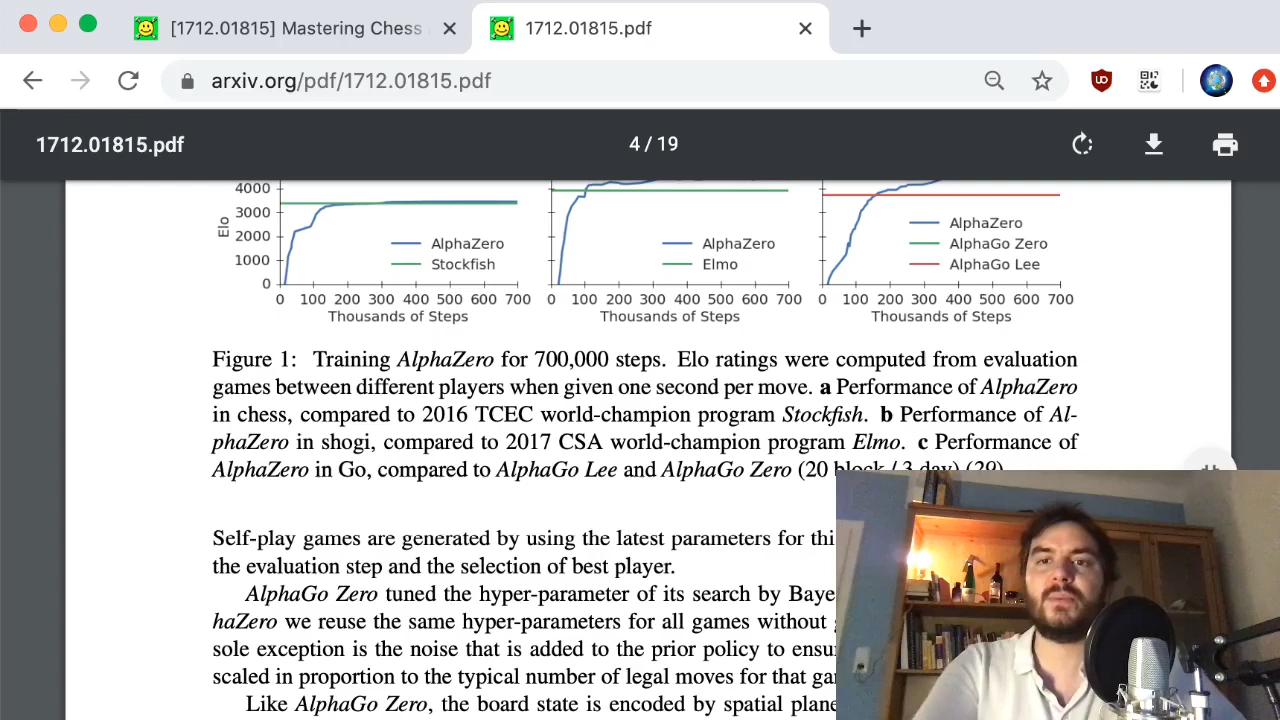 [1712.01815] Mastering Chess
1712.01815.pdf
arxiv.org/pdf/1712.01815.pdf
1712.01815.pdf
4 / 19
4000
3000
2000
1000
0
Elo
AlphaZero
Stockfish
0 100 200 300 400 500 600 700
Thousands of Steps
AlphaZero
Elmo
0 100 200 300 400 500 600 700
Thousands of Steps
AlphaZero
AlphaGo Zero
AlphaGo Lee
0 100 200 300 400 500 600 700
Thousands of Steps
Figure 1: Training AlphaZero for 700,000 steps. Elo ratings were computed from evaluation
games between different players when given one second per move. a Performance of AlphaZero
in chess, compared to 2016 TCEC world-champion program Stockfish. b Performance of Al-
phaZero in shogi, compared to 2017 CSA world-champion program Elmo. c Performance of
AlphaZero in Go, compared to AlphaGo Lee and AlphaGo Zero (20 block / 3 day) (29).
Self-play games are generated by using the latest parameters for thi
the evaluation step and the selection of best player.
AlphaGo Zero tuned the hyper-parameter of its search by Baye
haZero we reuse the same hyper-parameters for all games without
sole exception is the noise that is added to the prior policy to ensu
scaled in proportion to the typical number of legal moves for that ga
Like AlphaGo Zero, the board state is encoded by spatial plane